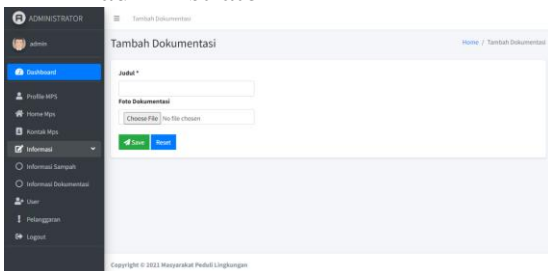 ADMINISTRATOR
admin
Dashboard
Profile MPS
Home Mps
Kontak Mps
Informasi
Informasi Sampah
Informasi Dokumentasi
User
Pelanggaran
Logout
Tambah Dokumentasi
Tambah Dokumentasi
Home / Tambah Dokumentasi
Judul *
Foto Dokumentasi
Choose File No file chosen
Save Reset
Copyright © 2021 Masyarakat Peduli Lingkungan